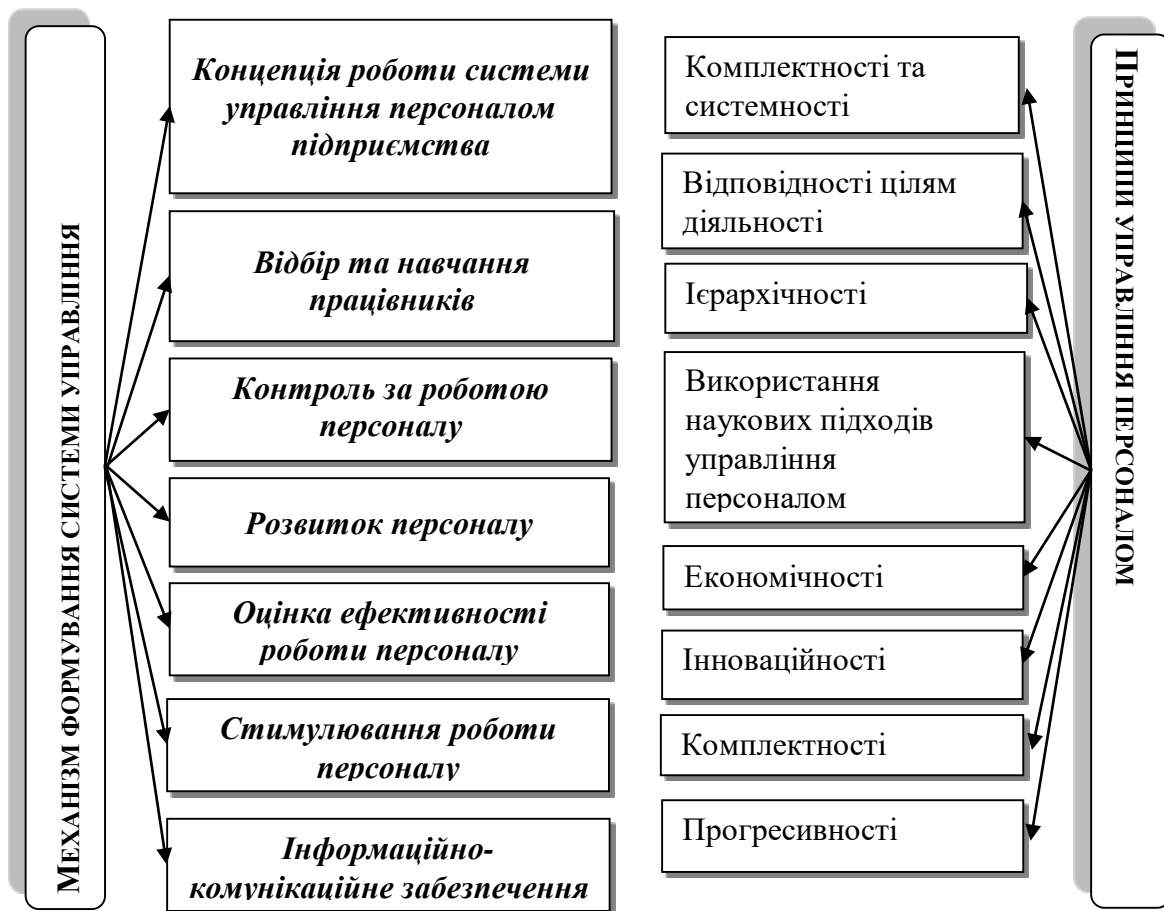 МЕХАНІЗМ ФОРМУВАННЯ СИСТЕМИ УПРАВЛІННЯ
Концепція роботи системи
управління персоналом
підприємства
Відбір та навчання
працівників
Контроль за роботою
персоналу
Розвиток персоналу
Оцінка ефективності
роботи персоналу
Стимулювання роботи
персоналу
Інформаційно-
комунікаційне забезпечення
Комплектності та
системності
Відповідності цілям
діяльності
Ієрархічності
Використання
наукових підходів
управління
персоналом
Економічності
Інноваційності
Комплектності
Прогресивності
ПРИНЦИПИ УПРАВЛІННЯ ПЕРСОНАЛОМ